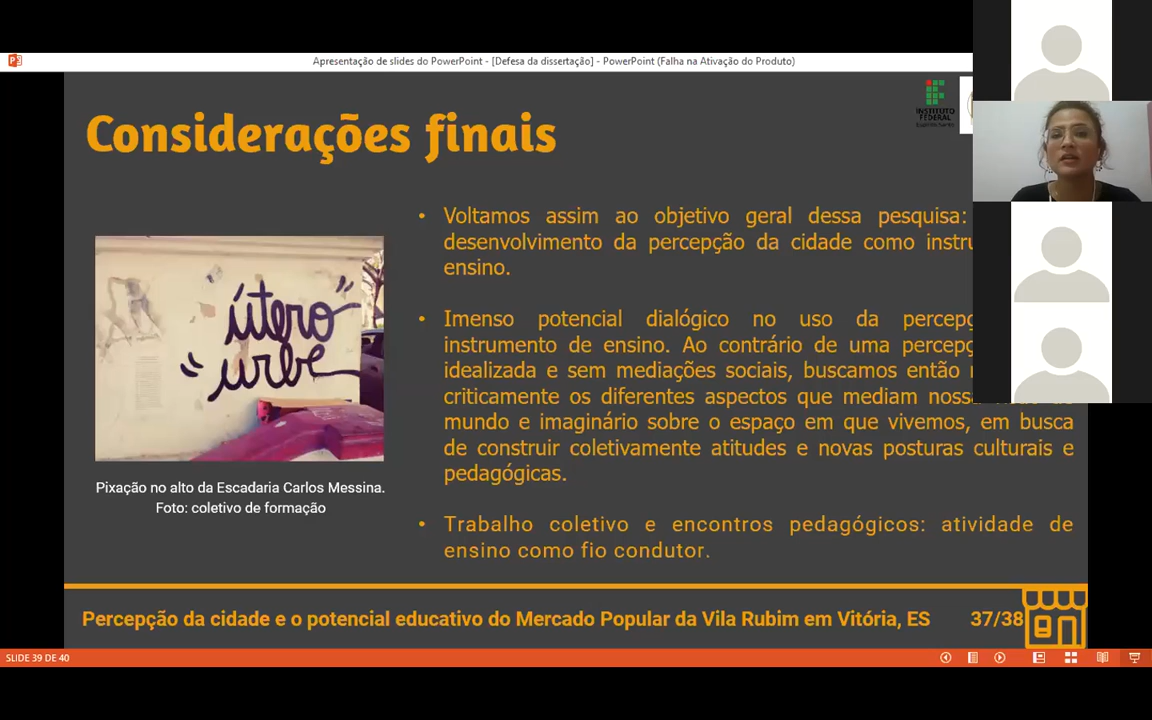 Apresentação de slides do PowerPoint - [Defesa da dissertação] - PowerPoint (Falha na Ativação do Produto)
INSTITUTO
FEDERAL
Considerações finais
• Voltamos assim ao objetivo geral dessa pesquisa:
desenvolvimento da percepção da cidade como
ensino.
• Imenso potencial dialógico no uso da
instrumento de ensino. Ao contrário de uma
idealizada e sem mediações sociais, buscamos então
criticamente os diferentes aspectos que mediam
mundo e imaginário sobre o espaço em que vivemos, em busca
de construir coletivamente atitudes e novas posturas culturais e
pedagógicas.
• Trabalho coletivo e encontros pedagógicos: atividade de
ensino como fio condutor.
útero"
"urbe
Pixação no alto da Escadaria Carlos Messina.
Foto: coletivo de formação
Percepção da cidade e o potencial educativo do Mercado Popular da Vila Rubim em Vitória, ES 37/38
SLIDE 39 DE 40